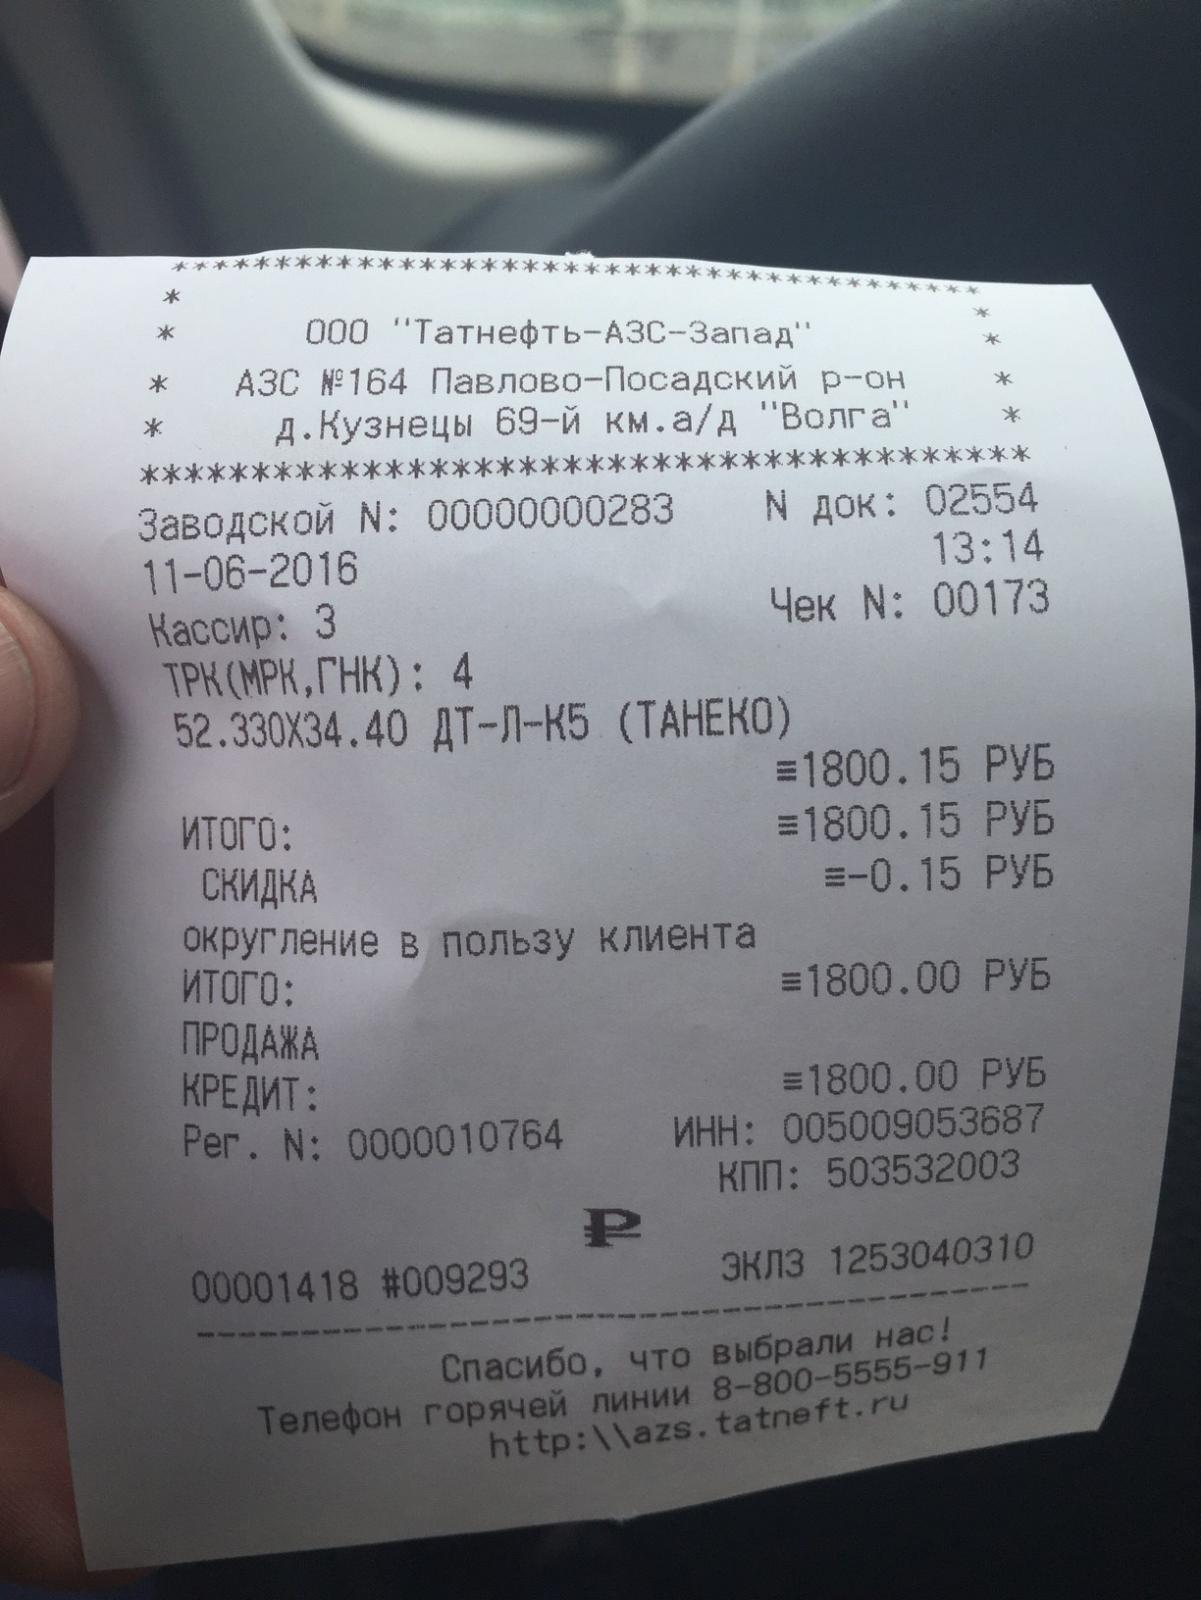 ****************************************
* *
* ООО "Татнефть-АЗС-Запад" *
* АЗС №164 Павлово-Посадский р-он *
* д.Кузнецы 69-й км.а/д "Волга" *
****************************************
Заводской N: 00000000283 N док: 02554
11-06-2016 13:14
Кассир: 3 Чек N: 00173
ТРК(МРК,ГНК): 4
52.330X34.40 ДТ-Л-К5 (ТАНЕКО)
≡1800.15 РУБ
ИТОГО: ≡1800.15 РУБ
СКИДКА ≡-0.15 РУБ
округление в пользу клиента
ИТОГО: ≡1800.00 РУБ
ПРОДАЖА
КРЕДИТ: ≡1800.00 РУБ
Рег. N: 0000010764 ИНН: 005009053687
КПП: 503532003
₽
00001418 #009293 ЭКЛЗ 1253040310
----------------------------------------
Спасибо, что выбрали нас!
Телефон горячей линии 8-800-5555-911
http:\\azs.tatneft.ru